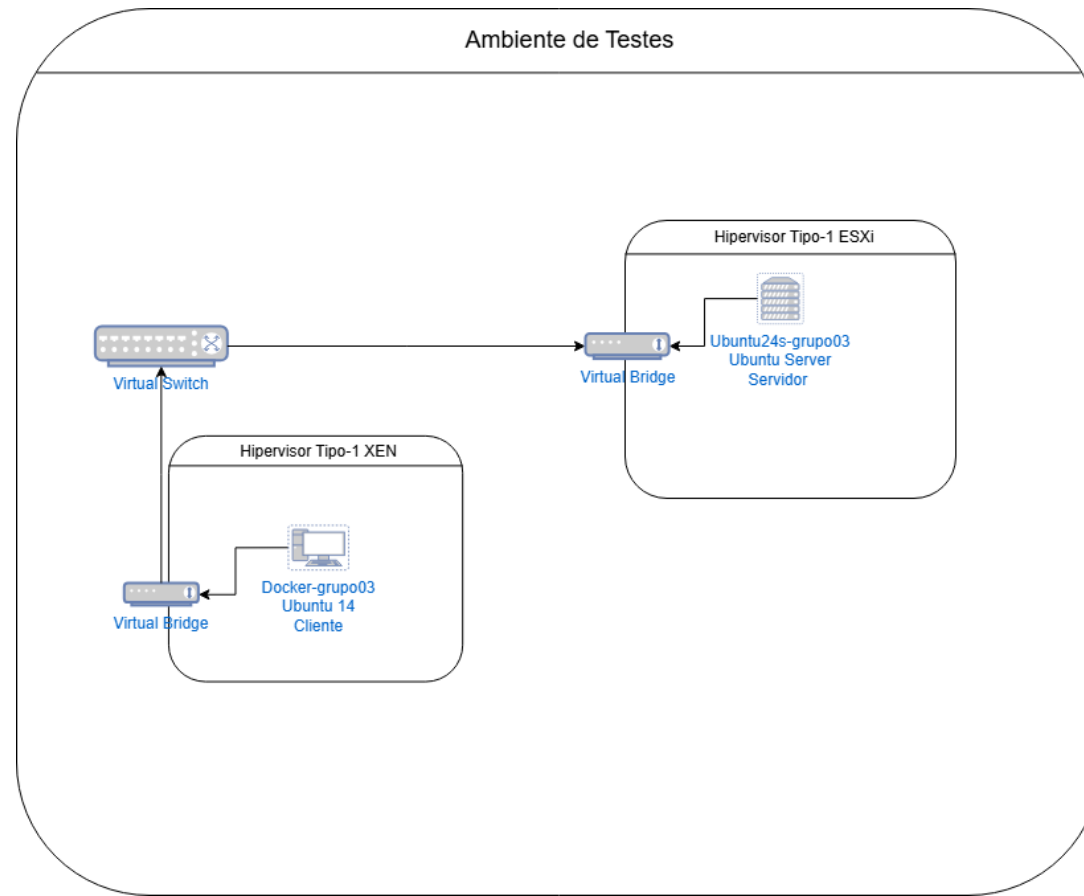 Ambiente de Testes
Hipervisor Tipo-1 ESXi
Ubuntu24s-grupo03
Ubuntu Server
Servidor
Virtual Bridge
Virtual Switch
Hipervisor Tipo-1 XEN
Docker-grupo03
Ubuntu 14
Cliente
Virtual Bridge